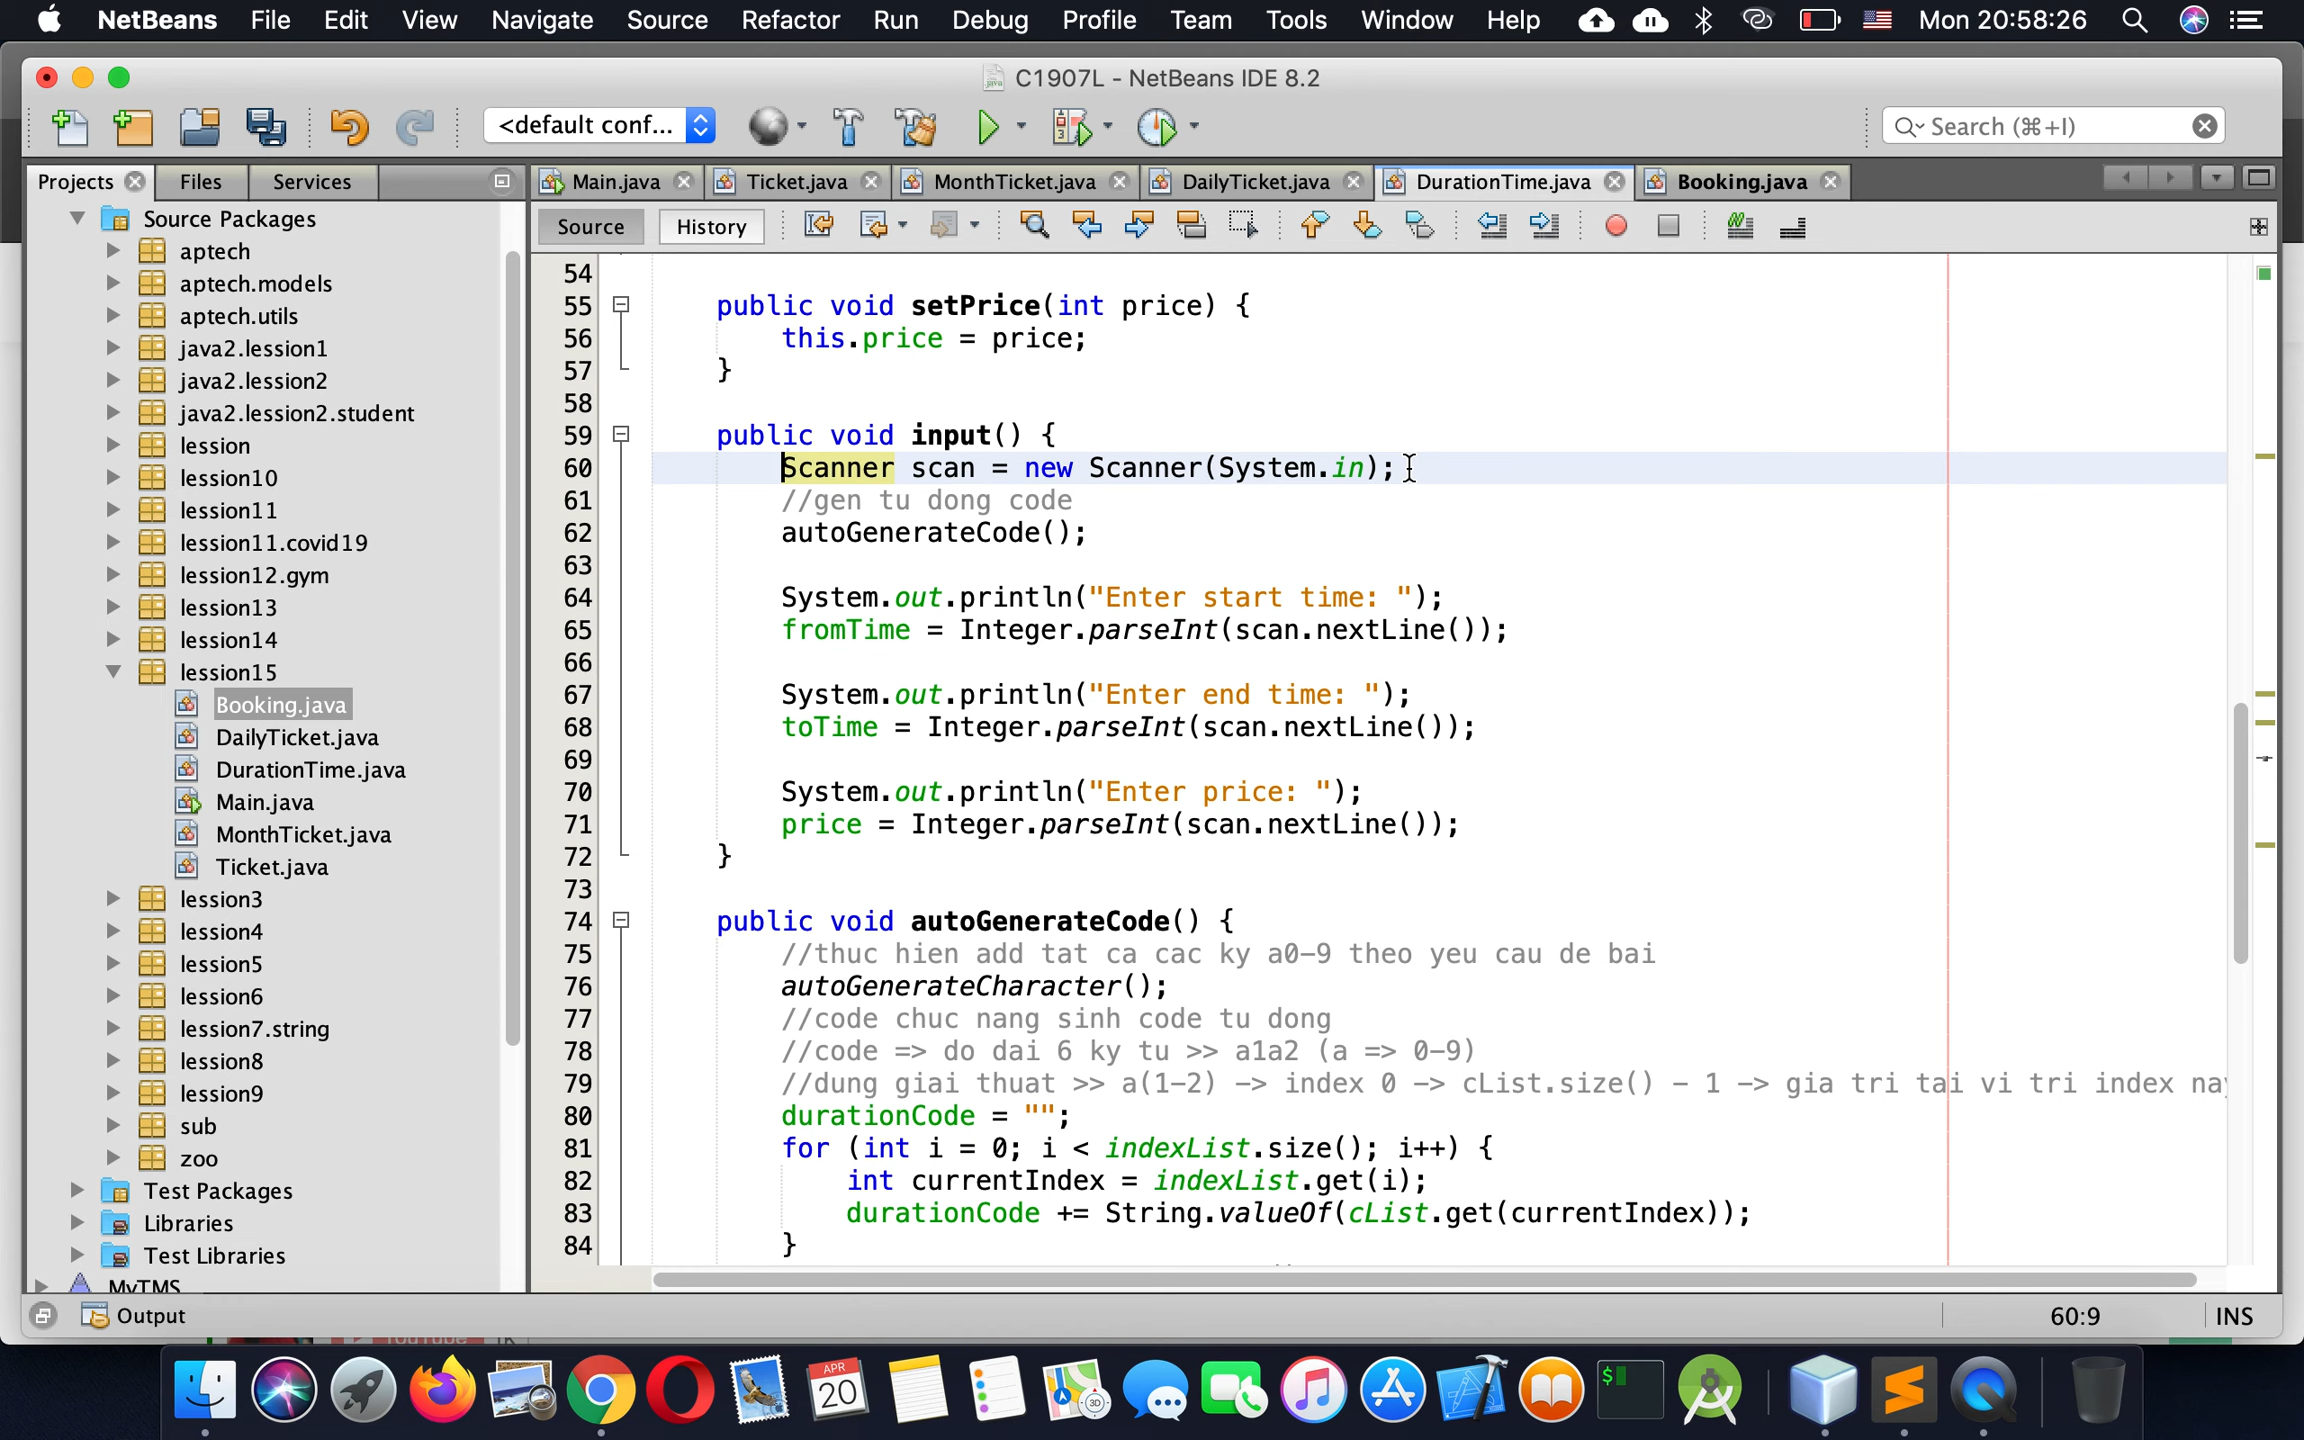 NetBeans File Edit View Navigate Source Refactor Run Debug Profile Team Tools Window Help Mon 20:58:26
C1907L - NetBeans IDE 8.2
<default conf... Search (⌘+I)
Projects Files Services Main.java Ticket.java MonthTicket.java DailyTicket.java DurationTime.java Booking.java
Source History
Source Packages
aptech
aptech.models
aptech.utils
java2.lession1
java2.lession2
java2.lession2.student
lession
lession10
lession11
lession11.covid19
lession12.gym
lession13
lession14
lession15
Booking.java
DailyTicket.java
DurationTime.java
Main.java
MonthTicket.java
Ticket.java
lession3
lession4
lession5
lession6
lession7.string
lession8
lession9
sub
zoo
Test Packages
Libraries
Test Libraries
MyTMS
54
55 public void setPrice(int price) {
56 this.price = price;
57 }
58
59 public void input() {
60 Scanner scan = new Scanner(System.in);
61 //gen tu dong code
62 autoGenerateCode();
63
64 System.out.println("Enter start time: ");
65 fromTime = Integer.parseInt(scan.nextLine());
66
67 System.out.println("Enter end time: ");
68 toTime = Integer.parseInt(scan.nextLine());
69
70 System.out.println("Enter price: ");
71 price = Integer.parseInt(scan.nextLine());
72 }
73
74 public void autoGenerateCode() {
75 //thuc hien add tat ca cac ky a0-9 theo yeu cau de bai
76 autoGenerateCharacter();
77 //code chuc nang sinh code tu dong
78 //code => do dai 6 ky tu >> a1a2 (a => 0-9)
79 //dung giai thuat >> a(1-2) -> index 0 -> cList.size() - 1 -> gia tri tai vi tri index nay
80 durationCode = "";
81 for (int i = 0; i < indexList.size(); i++) {
82 int currentIndex = indexList.get(i);
83 durationCode += String.valueOf(cList.get(currentIndex));
84 }
Output 60:9 INS
YouTube
APR
20
3D
$